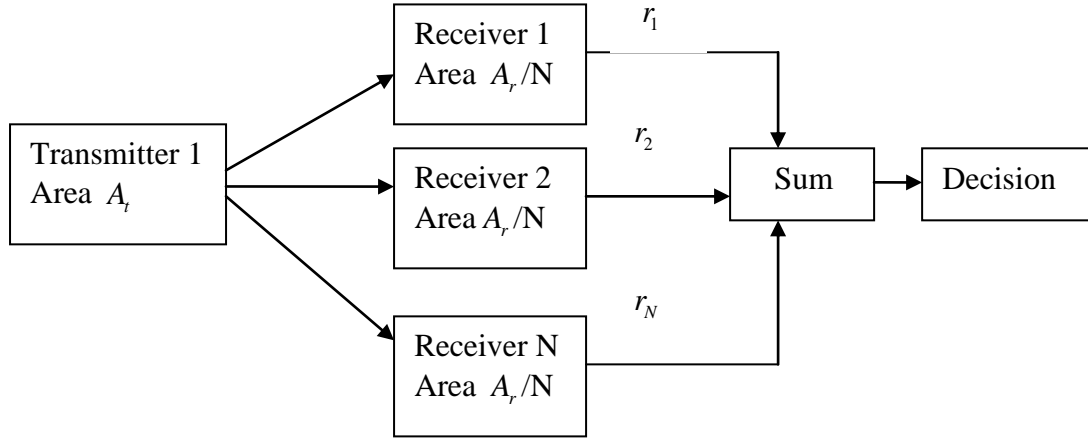 Transmitter 1
Area A_t
Receiver 1
Area A_r/N
Receiver 2
Area A_r/N
Receiver N
Area A_r/N
r_1
r_2
r_N
Sum
Decision